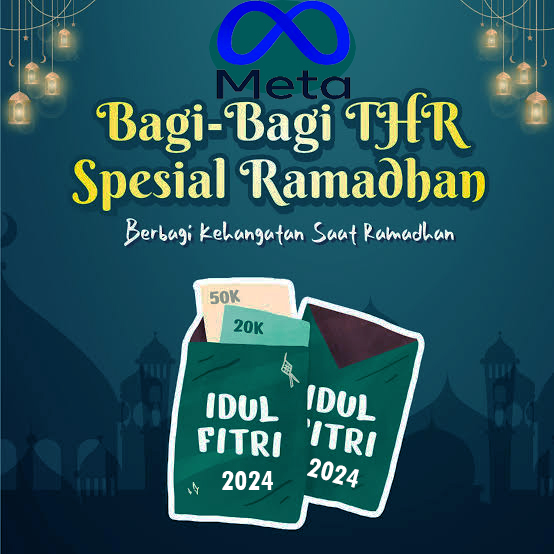 Meta
Bagi-Bagi THR
Spesial Ramadhan
Berbagi Kehangatan Saat Ramadhan
50K
20K
IDUL
FITRI
2024
IDUL
FITRI
2024